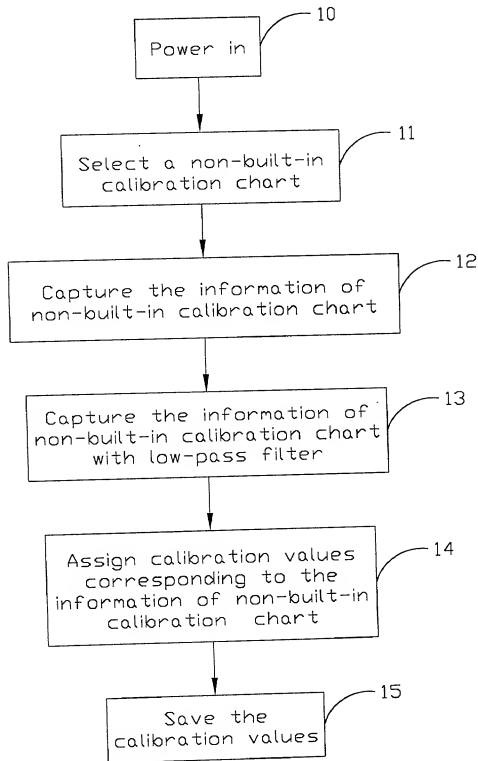 10
Power in
11
Select a non-built-in
calibration chart
12
Capture the information of
non-built-in calibration chart
13
Capture the information of
non-built-in calibration chart
with low-pass filter
14
Assign calibration values
corresponding to the
information of non-built-in
calibration chart
15
Save the
calibration values